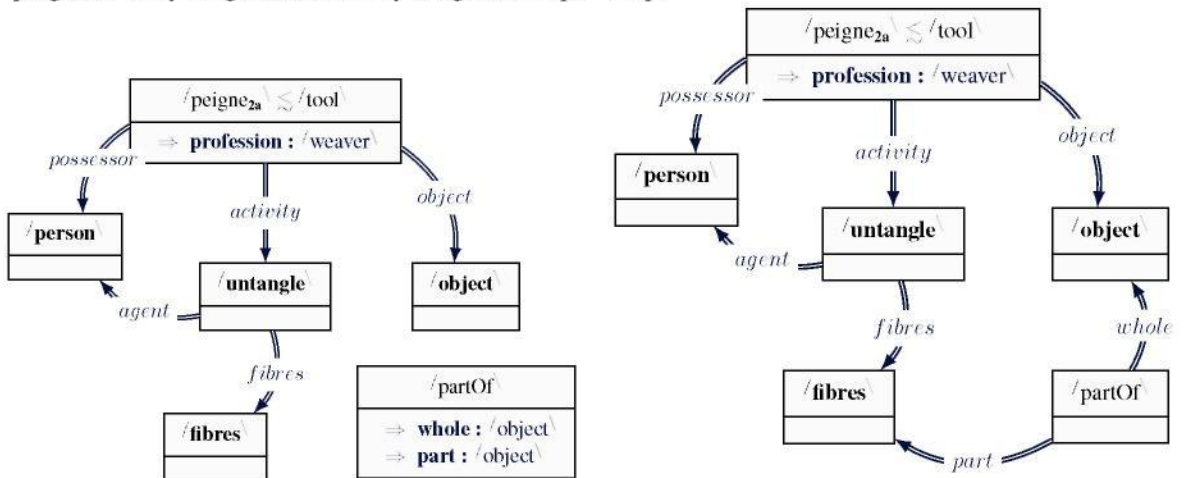 /peigne2a\ ≲ /tool\
⇒ profession : /weaver\
possessor
activity
object
/person\
/untangle\
/object\
agent
fibres
/fibres\
/partOf\
⇒ whole : /object\
⇒ part : /object\
/peigne2a\ ≲ /tool\
⇒ profession : /weaver\
possessor
activity
object
/person\
/untangle\
/object\
agent
fibres
whole
/fibres\
/partOf\
part